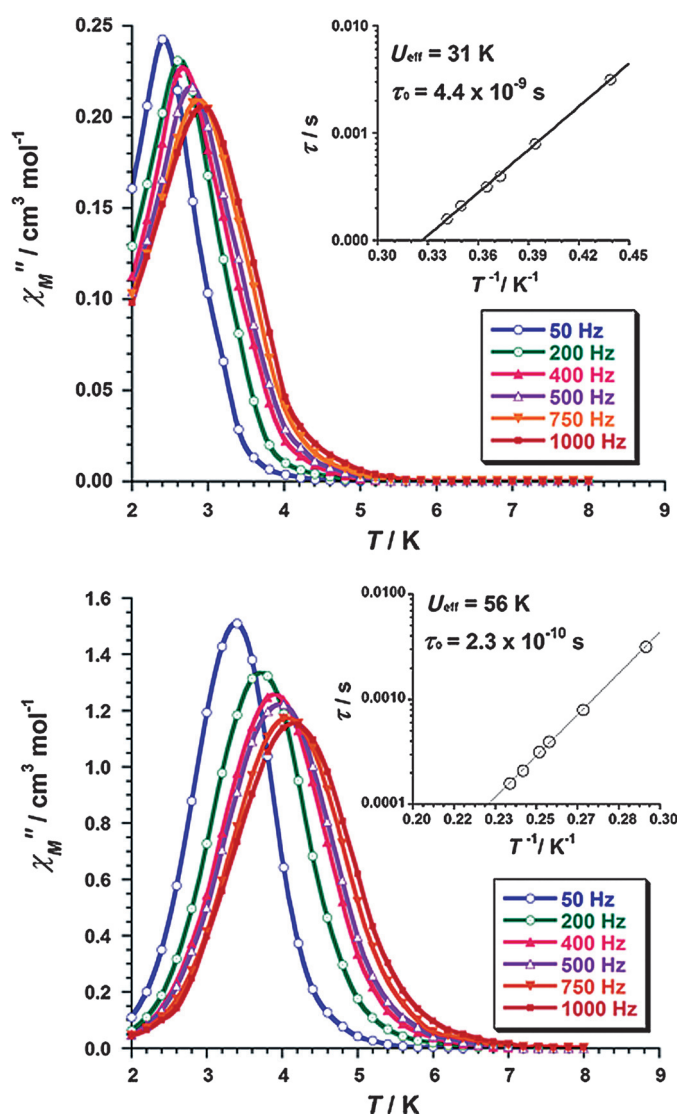 0.25
0.20
0.15
0.10
0.05
0.00
χM'' / cm³ mol⁻¹
2 3 4 5 6 7 8 9
T / K
0.010
0.001
0.000
τ / s
Ueff = 31 K
τ₀ = 4.4 x 10⁻⁹ s
0.30 0.33 0.36 0.39 0.42 0.45
T⁻¹/ K⁻¹
50 Hz
200 Hz
400 Hz
500 Hz
750 Hz
1000 Hz
1.6
1.4
1.2
1.0
0.8
0.6
0.4
0.2
0.0
χM'' / cm³ mol⁻¹
2 3 4 5 6 7 8 9
T / K
0.0100
0.0010
0.0001
τ / s
Ueff = 56 K
τ₀ = 2.3 x 10⁻¹⁰ s
0.20 0.22 0.23 0.25 0.27 0.28 0.30
T⁻¹/ K⁻¹
50 Hz
200 Hz
400 Hz
500 Hz
750 Hz
1000 Hz